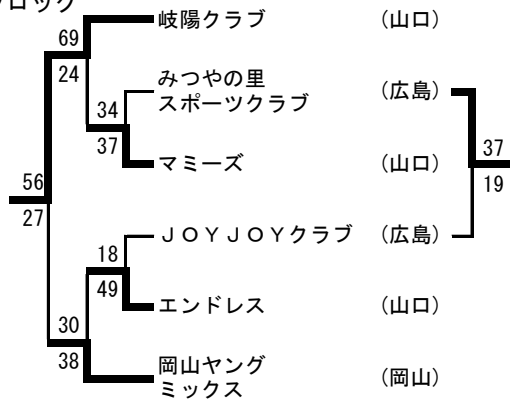 ブロック
69
岐陽クラブ (山口)
24
34
みつやの里
スポーツクラブ (広島)
37
マミーズ (山口)
37
19
56
27
18
ＪＯＹＪＯＹクラブ (広島)
49
エンドレス (山口)
30
38
岡山ヤング
ミックス (岡山)